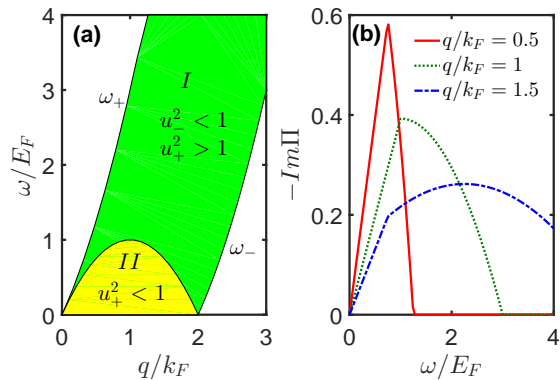 (a)
4
3
2
1
0
ω/E_F
ω_+
I
u_-^2 < 1
u_+^2 > 1
ω_-
II
u_+^2 < 1
0 1 2 3
q/k_F
(b)
0.6
0.4
0.2
0
-ImΠ
q/k_F = 0.5
q/k_F = 1
q/k_F = 1.5
0 2 4
ω/E_F